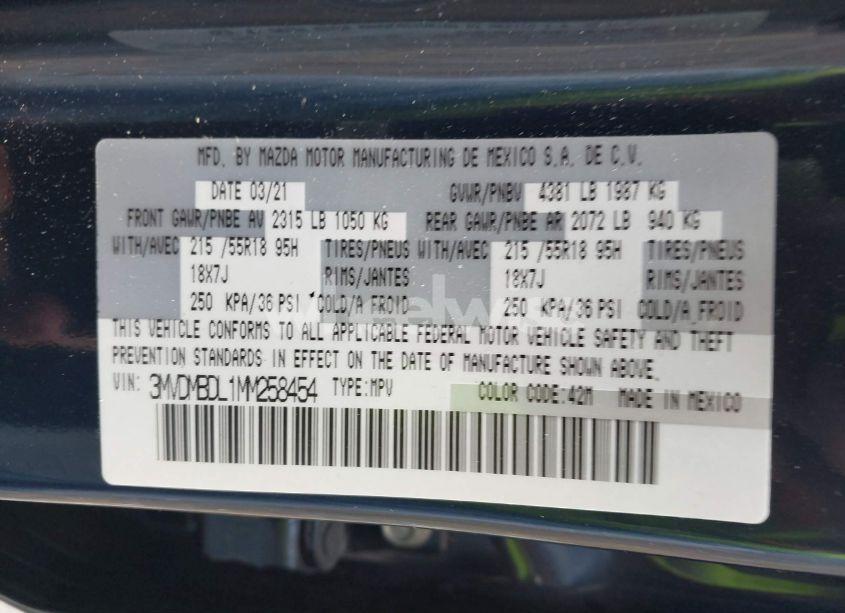 MFD. BY MAZDA MOTOR MANUFACTURING DE MEXICO S.A. DE C.V.
DATE 03/21 GVWR/PNBV 4381 LB 1987 KG
FRONT GAWR/PNBE AV 2315 LB 1050 KG REAR GAWR/PNBE AR 2072 LB 940 KG
WITH/AVEC 215 /55R18 95H TIRES/PNEUS WITH/AVEC 215 /55R18 95H TIRES/PNEUS
18X7J RIMS/JANTES 18X7J RIMS/JANTES
250 KPA/36 PSI COLD/A FROID 250 KPA/36 PSI COLD/A FROID
THIS VEHICLE CONFORMS TO ALL APPLICABLE FEDERAL MOTOR VEHICLE SAFETY AND THEFT
PREVENTION STANDARDS IN EFFECT ON THE DATE OF MANUFACTURE SHOWN ABOVE.
VIN: 3MVDMBDL1MM258454 TYPE:MPV COLOR CODE:42M MADE IN MEXICO